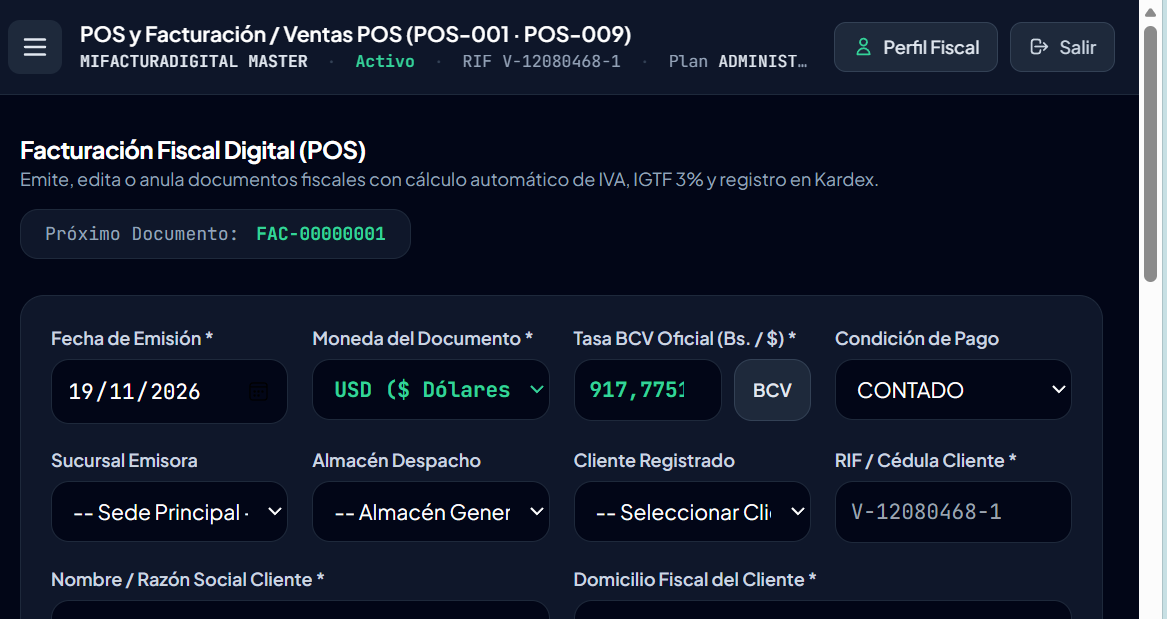 POS y Facturación / Ventas POS (POS-001 · POS-009)
MIFACTURADIGITAL MASTER · Activo · RIF V-12080468-1 · Plan ADMINIST…
Perfil Fiscal
Salir
Facturación Fiscal Digital (POS)
Emite, edita o anula documentos fiscales con cálculo automático de IVA, IGTF 3% y registro en Kardex.
Próximo Documento: FAC-00000001
Fecha de Emisión * Moneda del Documento * Tasa BCV Oficial (Bs. / $) * Condición de Pago
19/11/2026 USD ($ Dólares 917,7751 BCV CONTADO
Sucursal Emisora Almacén Despacho Cliente Registrado RIF / Cédula Cliente *
-- Sede Principal - -- Almacén Gener -- Seleccionar Cli V-12080468-1
Nombre / Razón Social Cliente * Domicilio Fiscal del Cliente *